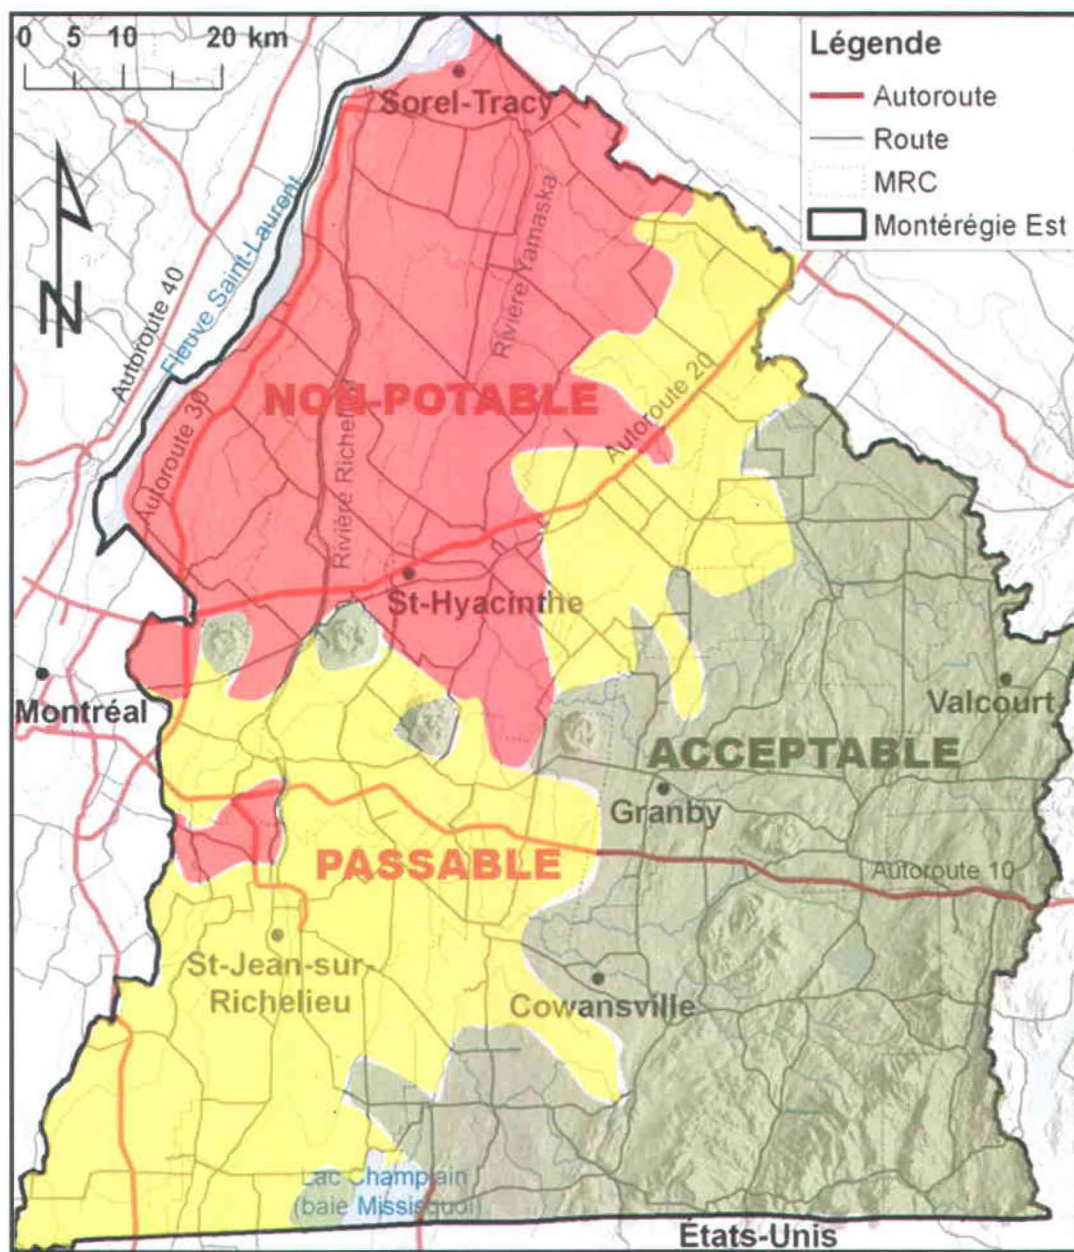 0 5 10 20 km
Légende
Autoroute
Route
MRC
Montérégie Est
Sorel-Tracy
Fleuve Saint-Laurent
Autoroute 40
Rivière Yamaska
N
Autoroute 30
NON-POTABLE
Rivière Richelieu
Autoroute 20
St-Hyacinthe
Montréal
Valcourt
ACCEPTABLE
Granby
PASSABLE
Autoroute 10
St-Jean-sur-
Richelieu
Cowansville
Lac Champlain
(baie Missisquoi)
États-Unis